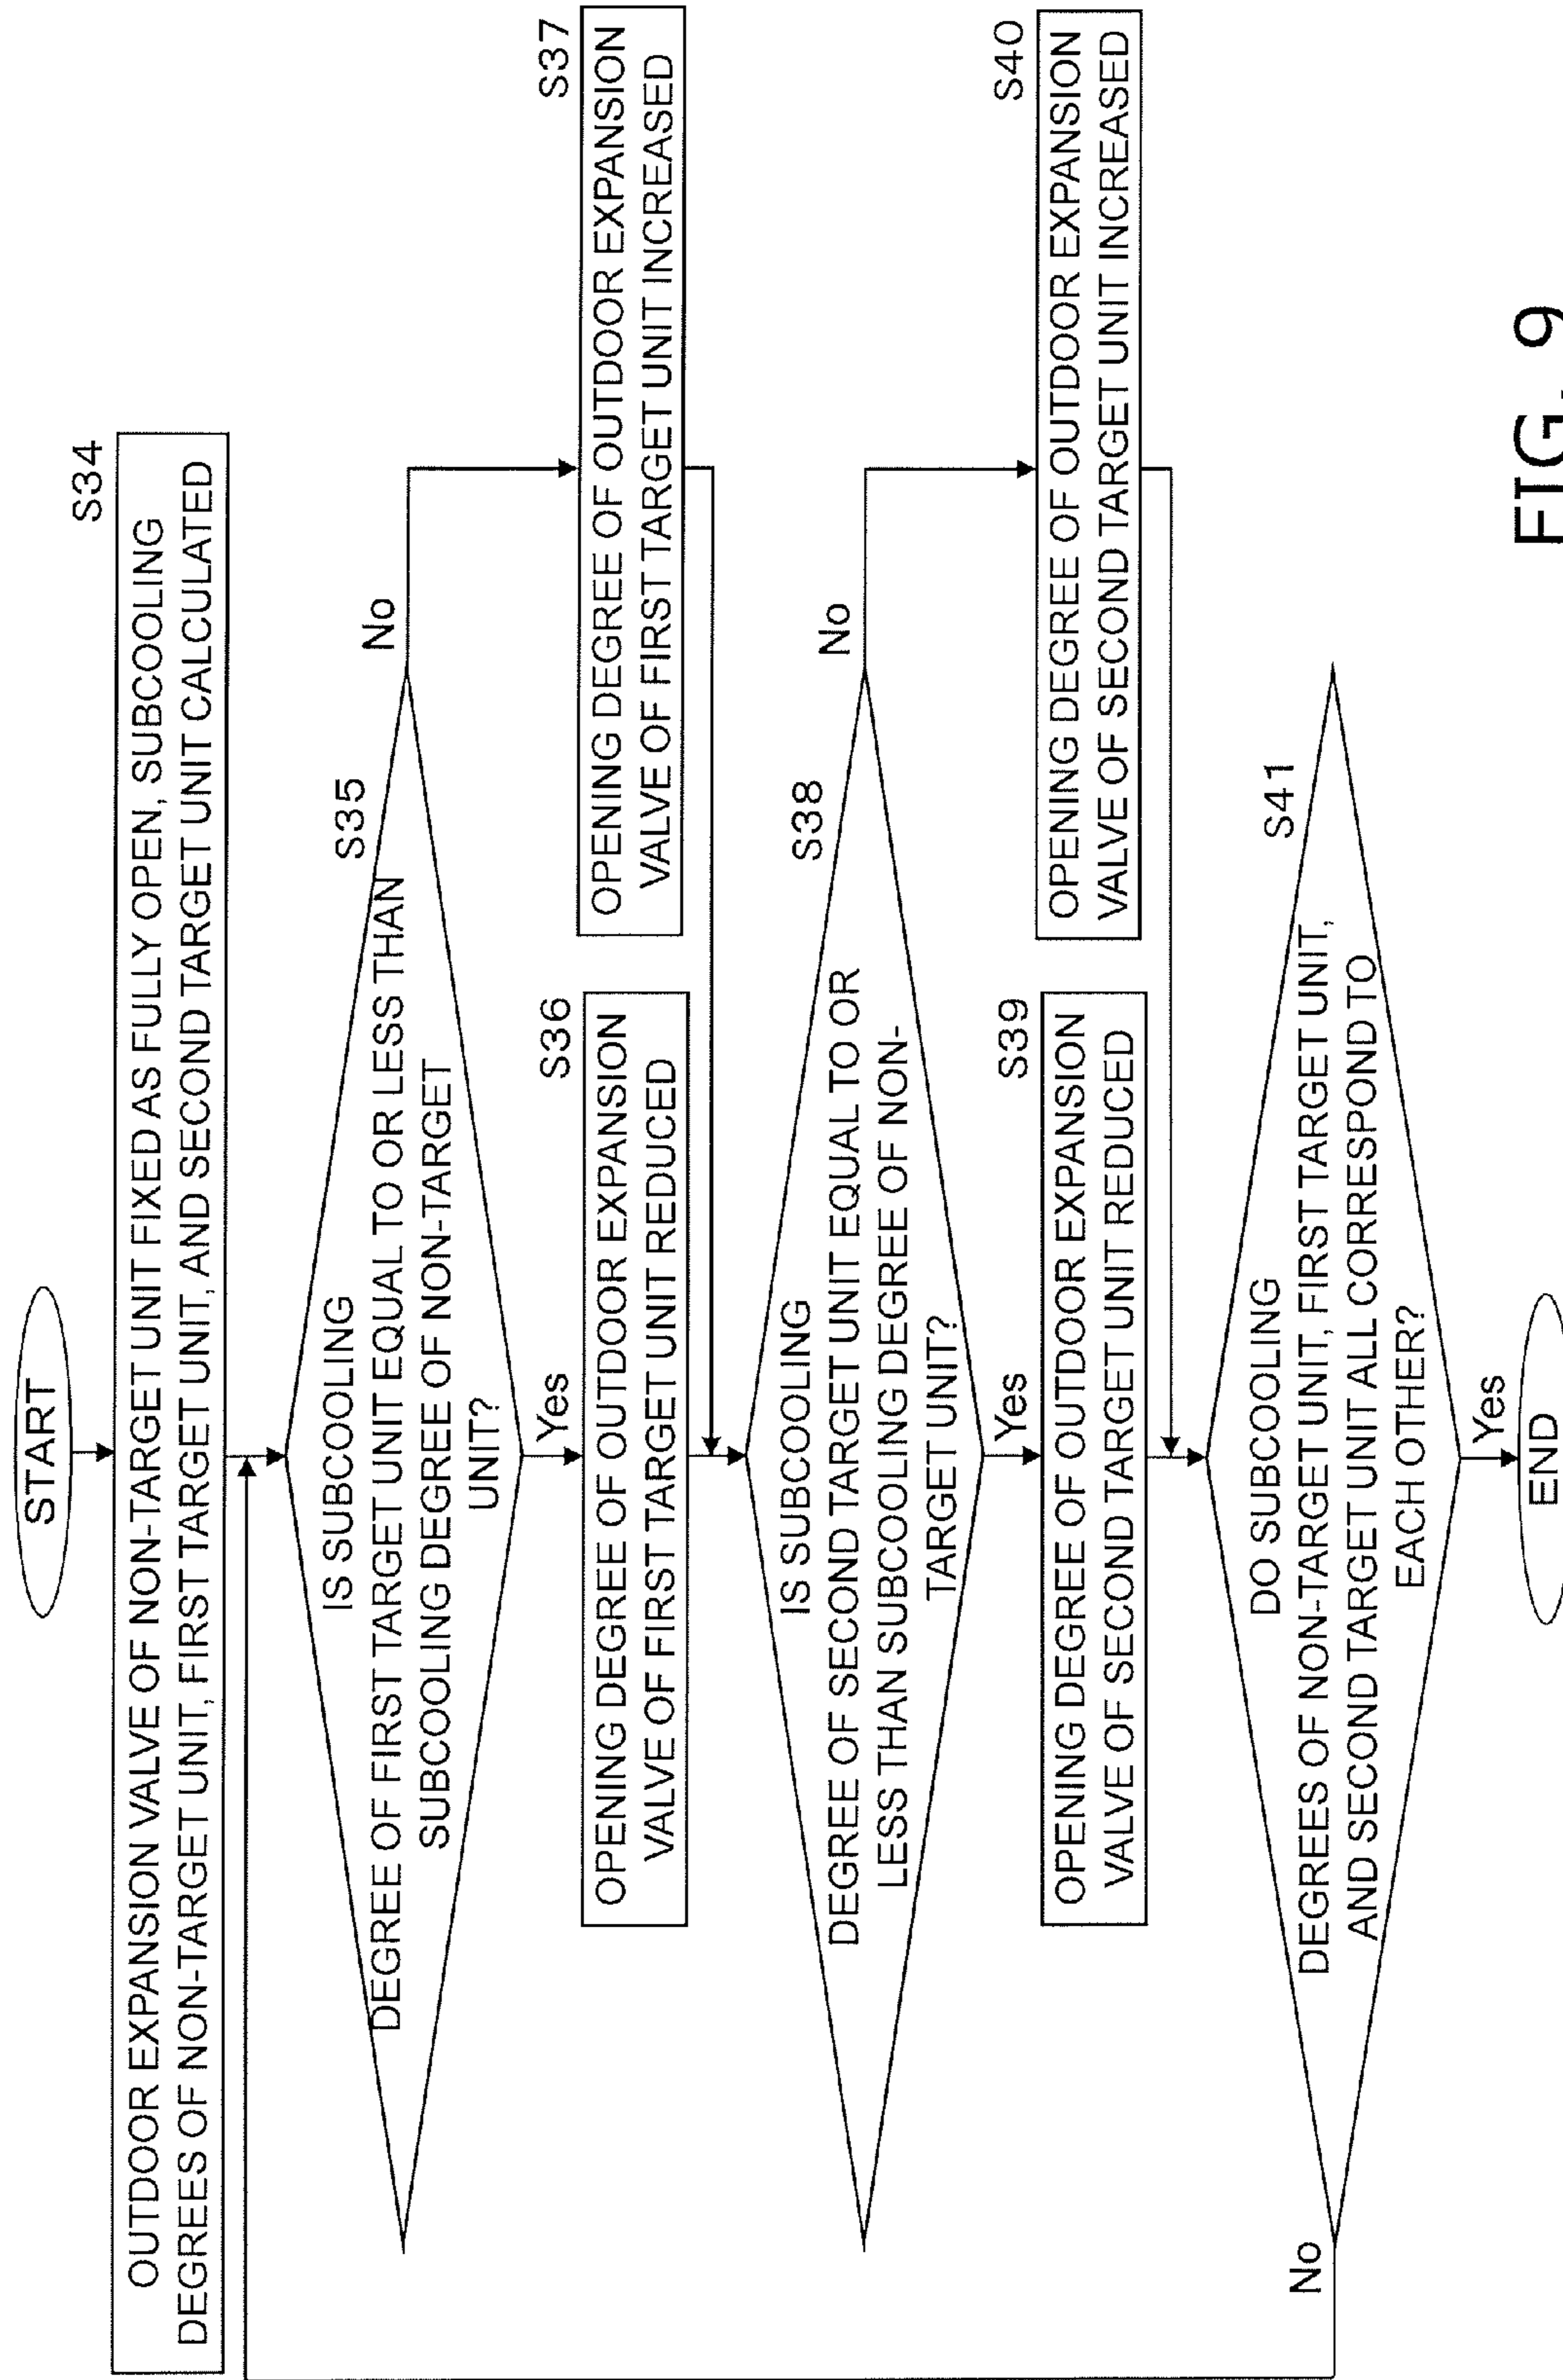 START
S34
OUTDOOR EXPANSION VALVE OF NON-TARGET UNIT FIXED AS FULLY OPEN, SUBCOOLING
DEGREES OF NON-TARGET UNIT, FIRST TARGET UNIT, AND SECOND TARGET UNIT CALCULATED
S35
IS SUBCOOLING
DEGREE OF FIRST TARGET UNIT EQUAL TO OR LESS THAN
SUBCOOLING DEGREE OF NON-TARGET
UNIT?
No
Yes
S36
OPENING DEGREE OF OUTDOOR EXPANSION
VALVE OF FIRST TARGET UNIT REDUCED
S37
OPENING DEGREE OF OUTDOOR EXPANSION
VALVE OF FIRST TARGET UNIT INCREASED
S38
IS SUBCOOLING
DEGREE OF SECOND TARGET UNIT EQUAL TO OR
LESS THAN SUBCOOLING DEGREE OF NON-
TARGET UNIT?
No
Yes
S39
OPENING DEGREE OF OUTDOOR EXPANSION
VALVE OF SECOND TARGET UNIT REDUCED
S40
OPENING DEGREE OF OUTDOOR EXPANSION
VALVE OF SECOND TARGET UNIT INCREASED
S41
DO SUBCOOLING
DEGREES OF NON-TARGET UNIT, FIRST TARGET UNIT,
AND SECOND TARGET UNIT ALL CORRESPOND TO
EACH OTHER?
No
Yes
END
FIG. 9